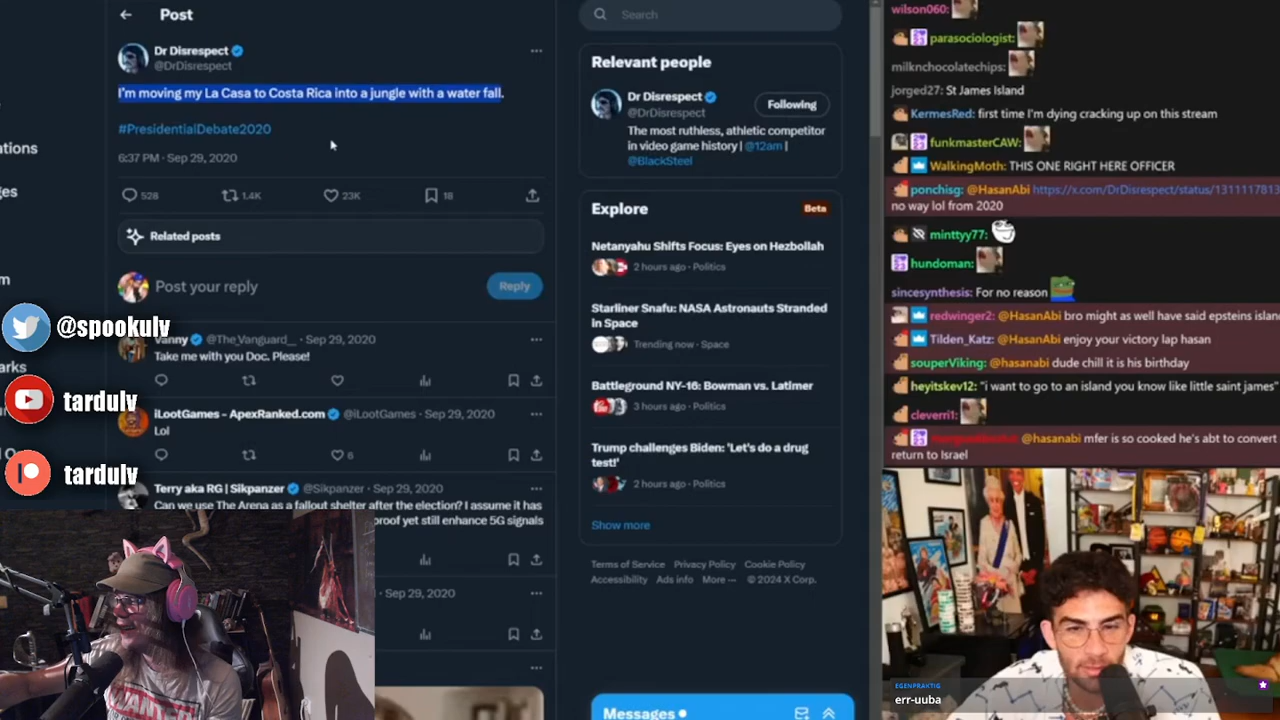 Post
Dr Disrespect
@DrDisrespect
I'm moving my La Casa to Costa Rica into a jungle with a water fall.
#PresidentialDebate2020
6:37 PM · Sep 29, 2020
528
1.4K
23K
18
Related posts
Post your reply
Reply
Vanny @The_Vanguard__ · Sep 29, 2020
Take me with you Doc. Please!
iLootGames - ApexRanked.com @iLootGames · Sep 29, 2020
Lol
6
Terry aka RG | Sikpanzer @Sikpanzer · Sep 29, 2020
Can we use The Arena as a fallout shelter after the election? I assume it has
proof yet still enhance 5G signals
· Sep 29, 2020
ations
ges
m
arks
@spookulv
tardulv
tardulv
Search
Relevant people
Dr Disrespect
@DrDisrespect
Following
The most ruthless, athletic competitor
in video game history | @12am |
@BlackSteel
Explore
Beta
Netanyahu Shifts Focus: Eyes on Hezbollah
2 hours ago · Politics
Starliner Snafu: NASA Astronauts Stranded
in Space
Trending now · Space
Battleground NY-16: Bowman vs. Latimer
3 hours ago · Politics
Trump challenges Biden: 'Let's do a drug
test!'
2 hours ago · Politics
Show more
Terms of Service Privacy Policy Cookie Policy
Accessibility Ads info More ··· © 2024 X Corp.
Messages
wilson060:
parasociologist:
milknchocolatechips:
jorged27: St James Island
KermesRed: first time I'm dying cracking up on this stream
funkmasterCAW:
WalkingMoth: THIS ONE RIGHT HERE OFFICER
ponchisg: @HasanAbi https://x.com/DrDisrespect/status/1311117813
no way lol from 2020
minttyy77:
hundoman:
sincesynthesis: For no reason
redwinger2: @HasanAbi bro might as well have said epsteins islan
Tilden_Katz: @HasanAbi enjoy your victory lap hasan
souperViking: @hasanabi dude chill it is his birthday
heyitskev12: "i want to go to an island you know like little saint james"
cleverri1:
@hasanabi mfer is so cooked he's abt to convert
return to Israel
EGENPRAKTIG
err-uuba